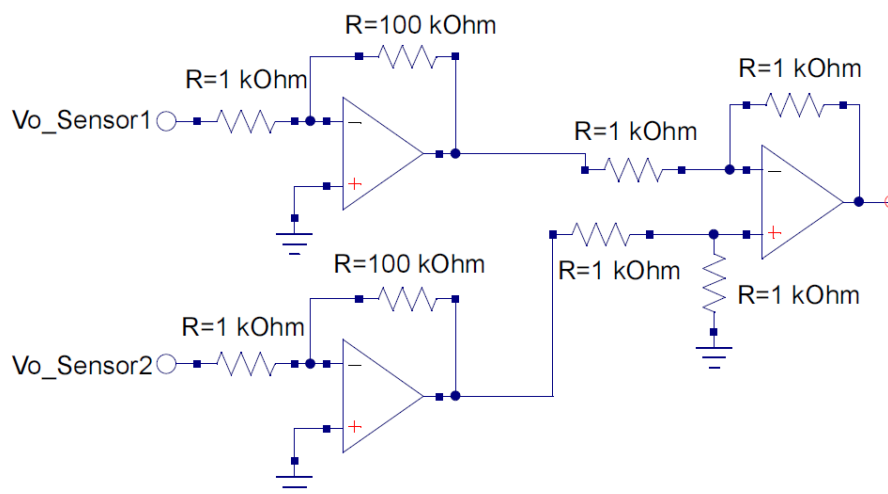 R=100 kOhm
R=1 kOhm
R=1 kOhm
Vo_Sensor1
R=1 kOhm
−
+
−
+
R=100 kOhm
R=1 kOhm
R=1 kOhm
R=1 kOhm
Vo_Sensor2
−
+